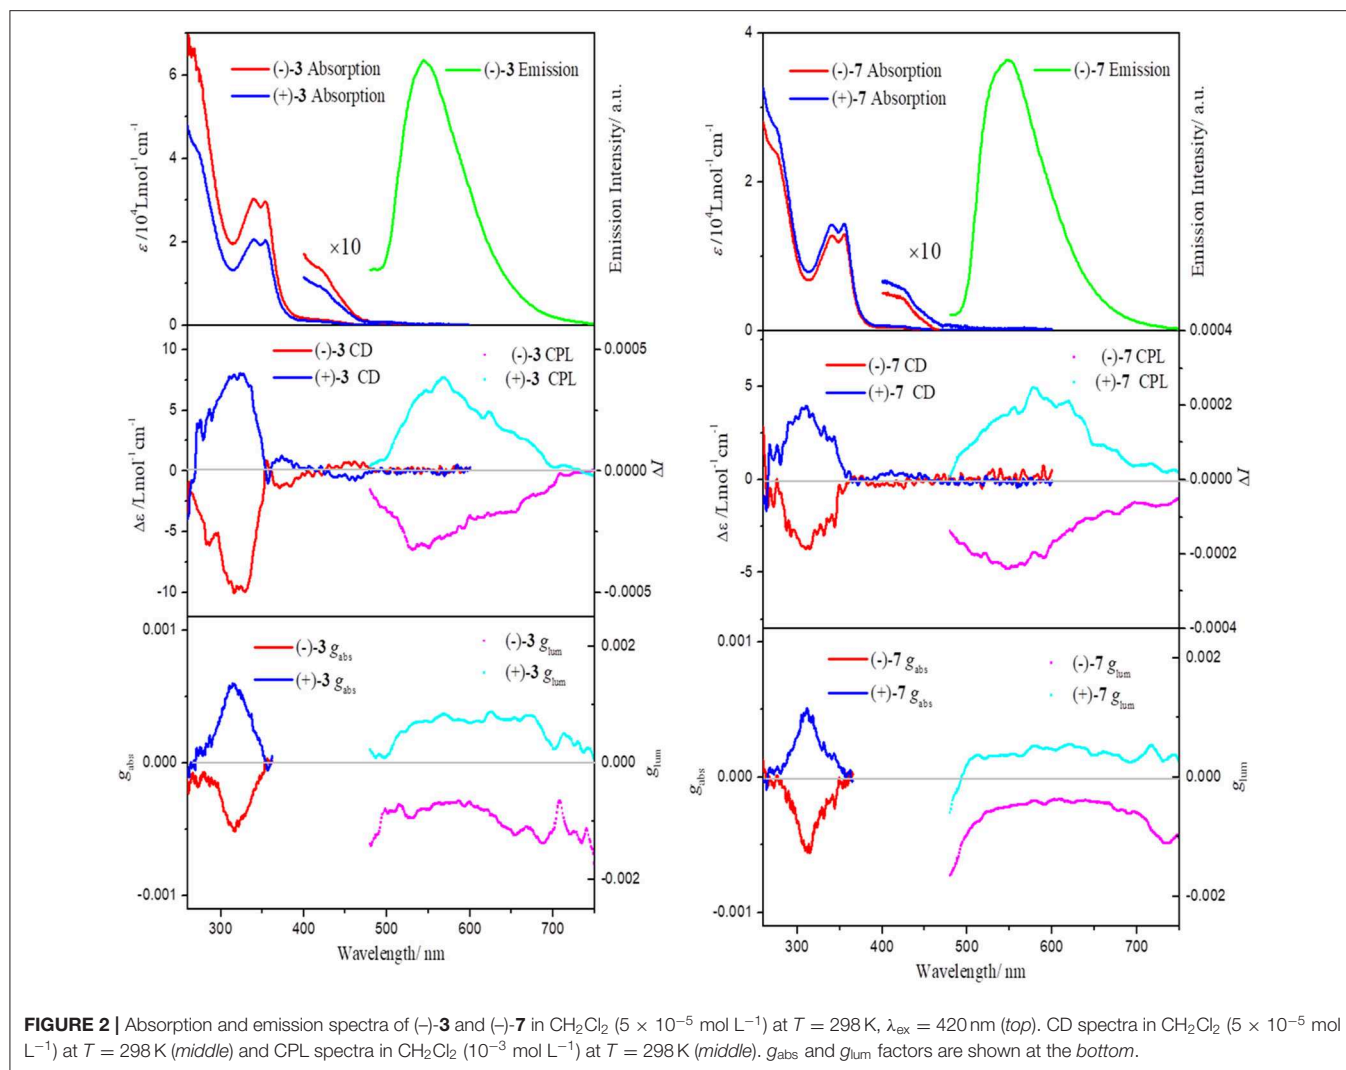 6
4
2
0
ε /10⁴Lmol⁻¹cm⁻¹
(-)-3 Absorption
(+)-3 Absorption
(-)-3 Emission
×10
Emission Intensity/ a.u.
10
5
0
-5
-10
Δε /Lmol⁻¹cm⁻¹
(-)-3 CD
(+)-3 CD
(-)-3 CPL
(+)-3 CPL
0.0005
0.0000
-0.0005
ΔI
0.001
0.000
-0.001
gabs
(-)-3 gabs
(+)-3 gabs
(-)-3 glum
(+)-3 glum
0.002
0.000
-0.002
glum
300
400
500
600
700
Wavelength/ nm
4
2
0
ε /10⁴Lmol⁻¹cm⁻¹
(-)-7 Absorption
(+)-7 Absorption
(-)-7 Emission
×10
Emission Intensity/ a.u.
5
0
-5
Δε /Lmol⁻¹cm⁻¹
(-)-7 CD
(+)-7 CD
(-)-7 CPL
(+)-7 CPL
0.0004
0.0002
0.0000
-0.0002
-0.0004
ΔI
0.001
0.000
-0.001
gabs
(-)-7 gabs
(+)-7 gabs
(-)-7 glum
(+)-7 glum
0.002
0.000
-0.002
glum
300
400
500
600
700
Wavelength/ nm
FIGURE 2 | Absorption and emission spectra of (–)-3 and (–)-7 in CH₂Cl₂ (5 × 10⁻⁵ mol L⁻¹) at T = 298 K, λex = 420 nm (top). CD spectra in CH₂Cl₂ (5 × 10⁻⁵ mol
L⁻¹) at T = 298 K (middle) and CPL spectra in CH₂Cl₂ (10⁻³ mol L⁻¹) at T = 298 K (middle). gabs and glum factors are shown at the bottom.